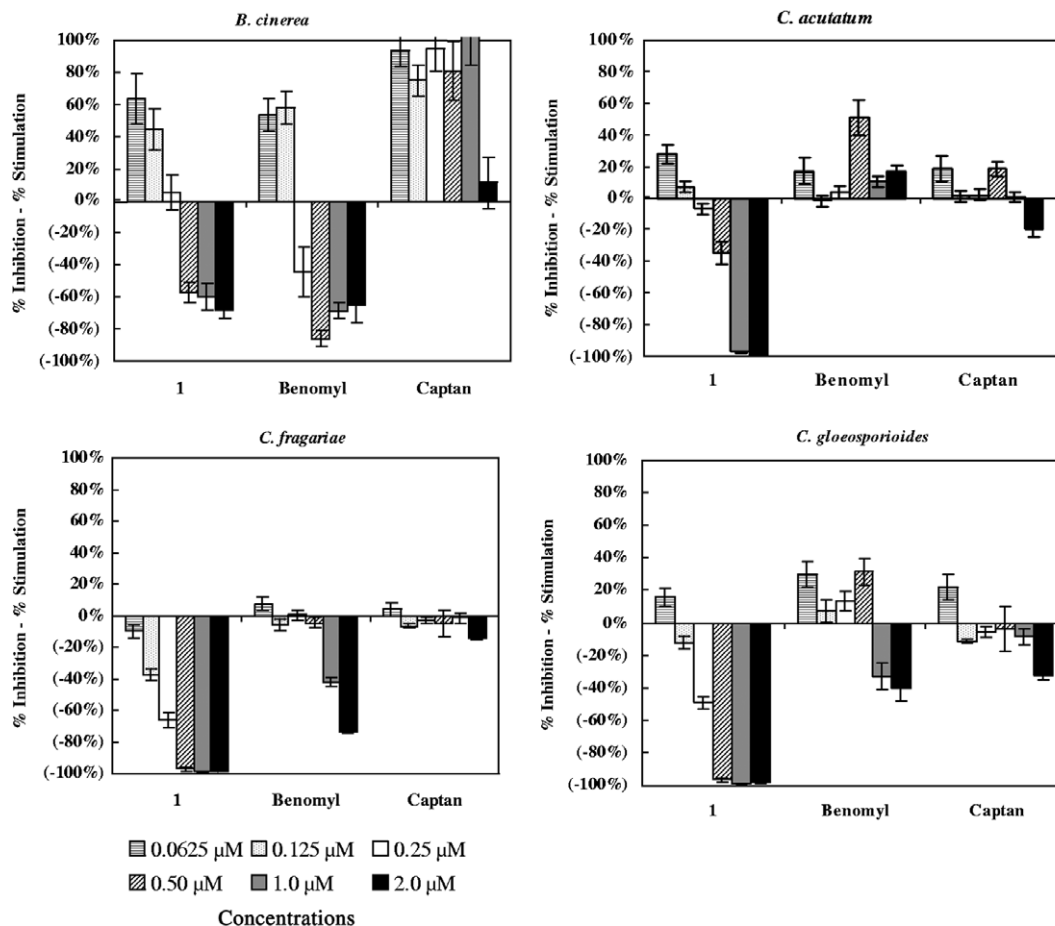 B. cinerea
% Inhibition - % Stimulation
100%
80%
60%
40%
20%
0%
(-20%)
(-40%)
(-60%)
(-80%)
(-100%)
1 Benomyl Captan
C. acutatum
% Inhibition - % Stimulation
100%
80%
60%
40%
20%
0%
(-20%)
(-40%)
(-60%)
(-80%)
(-100%)
1 Benomyl Captan
C. fragariae
% Inhibition - % Stimulation
100%
80%
60%
40%
20%
0%
(-20%)
(-40%)
(-60%)
(-80%)
(-100%)
1 Benomyl Captan
C. gloeosporioides
% Inhibition - % Stimulation
100%
80%
60%
40%
20%
0%
(-20%)
(-40%)
(-60%)
(-80%)
(-100%)
1 Benomyl Captan
0.0625 µM 0.125 µM 0.25 µM
0.50 µM 1.0 µM 2.0 µM
Concentrations